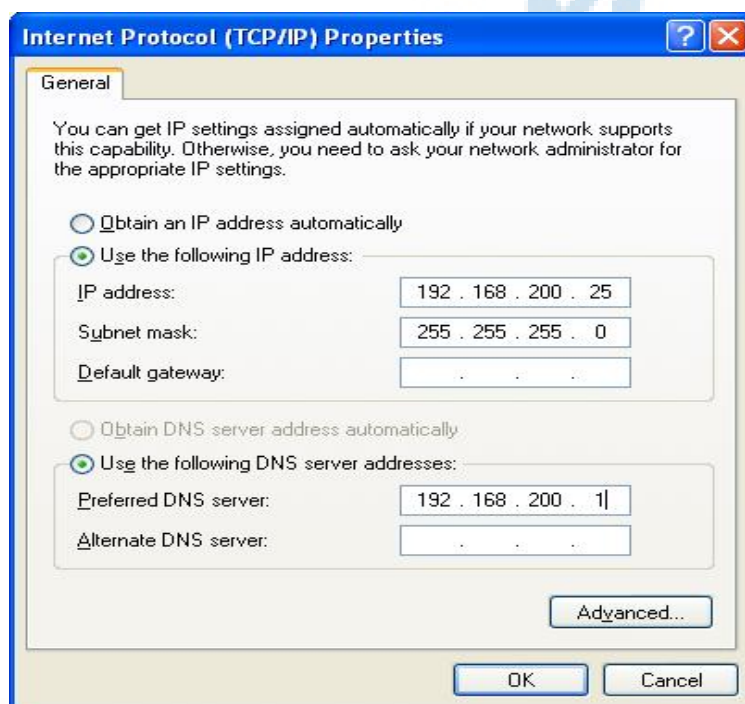 Internet Protocol (TCP/IP) Properties
General
You can get IP settings assigned automatically if your network supports
this capability. Otherwise, you need to ask your network administrator for
the appropriate IP settings.
Obtain an IP address automatically
Use the following IP address:
IP address: 192 . 168 . 200 . 25
Subnet mask: 255 . 255 . 255 . 0
Default gateway: . . .
Obtain DNS server address automatically
Use the following DNS server addresses:
Preferred DNS server: 192 . 168 . 200 . 1
Alternate DNS server: . . .
Advanced...
OK Cancel